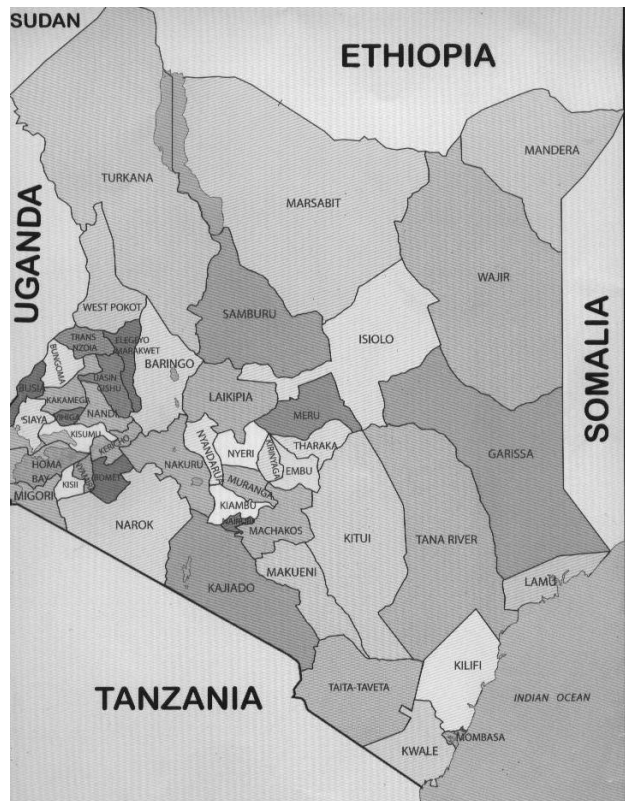 SUDAN
ETHIOPIA
MANDERA
TURKANA
MARSABIT
UGANDA
WAJIR
WEST POKOT
SAMBURU
SOMALIA
TRANS
NZOIA
ELEGEYO
MARAKWET
ISIOLO
BUNGOMA
BARINGO
UASIN
GISHU
BUSIA
LAIKIPIA
KAKAMEGA
VIHIGA
NANDI
MERU
SIAYA
KISUMU
KERICHO
NYANDARUA
NYERI
KIRINYAGA
THARAKA
GARISSA
HOMA
BAY
NAKURU
EMBU
BOMET
MURANGA
KISII
MIGORI
KIAMBU
NAROK
NAIROBI
MACHAKOS
KITUI
TANA RIVER
MAKUENI
KAJIADO
LAMU
KILIFI
TAITA-TAVETA
TANZANIA
INDIAN OCEAN
MOMBASA
KWALE